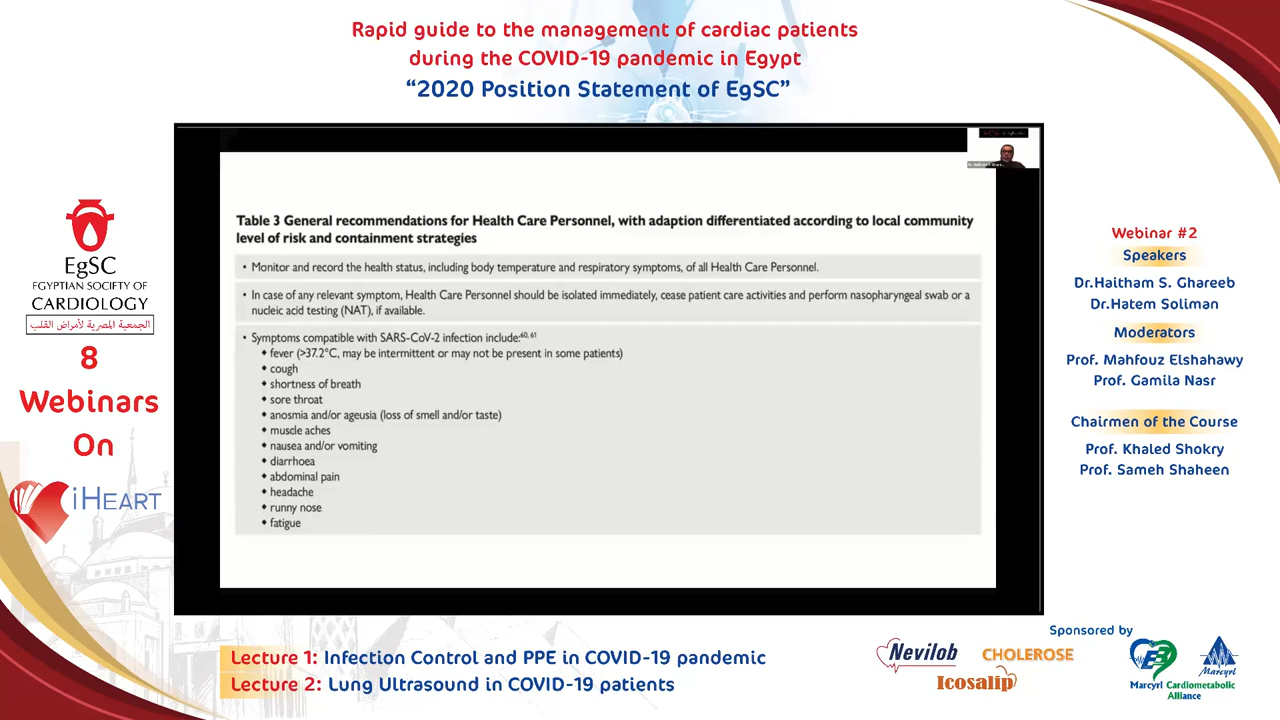 Rapid guide to the management of cardiac patients
during the COVID-19 pandemic in Egypt
“2020 Position Statement of EgSC”
EgSC
EGYPTIAN SOCIETY OF
CARDIOLOGY
الجمعية المصرية لأمراض القلب
8
Webinars
On
iHEART
Table 3 General recommendations for Health Care Personnel, with adaption differentiated according to local community
level of risk and containment strategies
• Monitor and record the health status, including body temperature and respiratory symptoms, of all Health Care Personnel.
• In case of any relevant symptom, Health Care Personnel should be isolated immediately, cease patient care activities and perform nasopharyngeal swab or a
nucleic acid testing (NAT), if available.
• Symptoms compatible with SARS-CoV-2 infection include:60, 61
◆ fever (>37.2°C, may be intermittent or may not be present in some patients)
◆ cough
◆ shortness of breath
◆ sore throat
◆ anosmia and/or ageusia (loss of smell and/or taste)
◆ muscle aches
◆ nausea and/or vomiting
◆ diarrhoea
◆ abdominal pain
◆ headache
◆ runny nose
◆ fatigue
Webinar #2
Speakers
Dr.Haitham S. Ghareeb
Dr.Hatem Soliman
Moderators
Prof. Mahfouz Elshahawy
Prof. Gamila Nasr
Chairmen of the Course
Prof. Khaled Shokry
Prof. Sameh Shaheen
Lecture 1: Infection Control and PPE in COVID-19 pandemic
Lecture 2: Lung Ultrasound in COVID-19 patients
Sponsored by
Nevilob
CHOLEROSE
Icosalip
Marcyrl Cardiometabolic
Alliance
Marcyrl